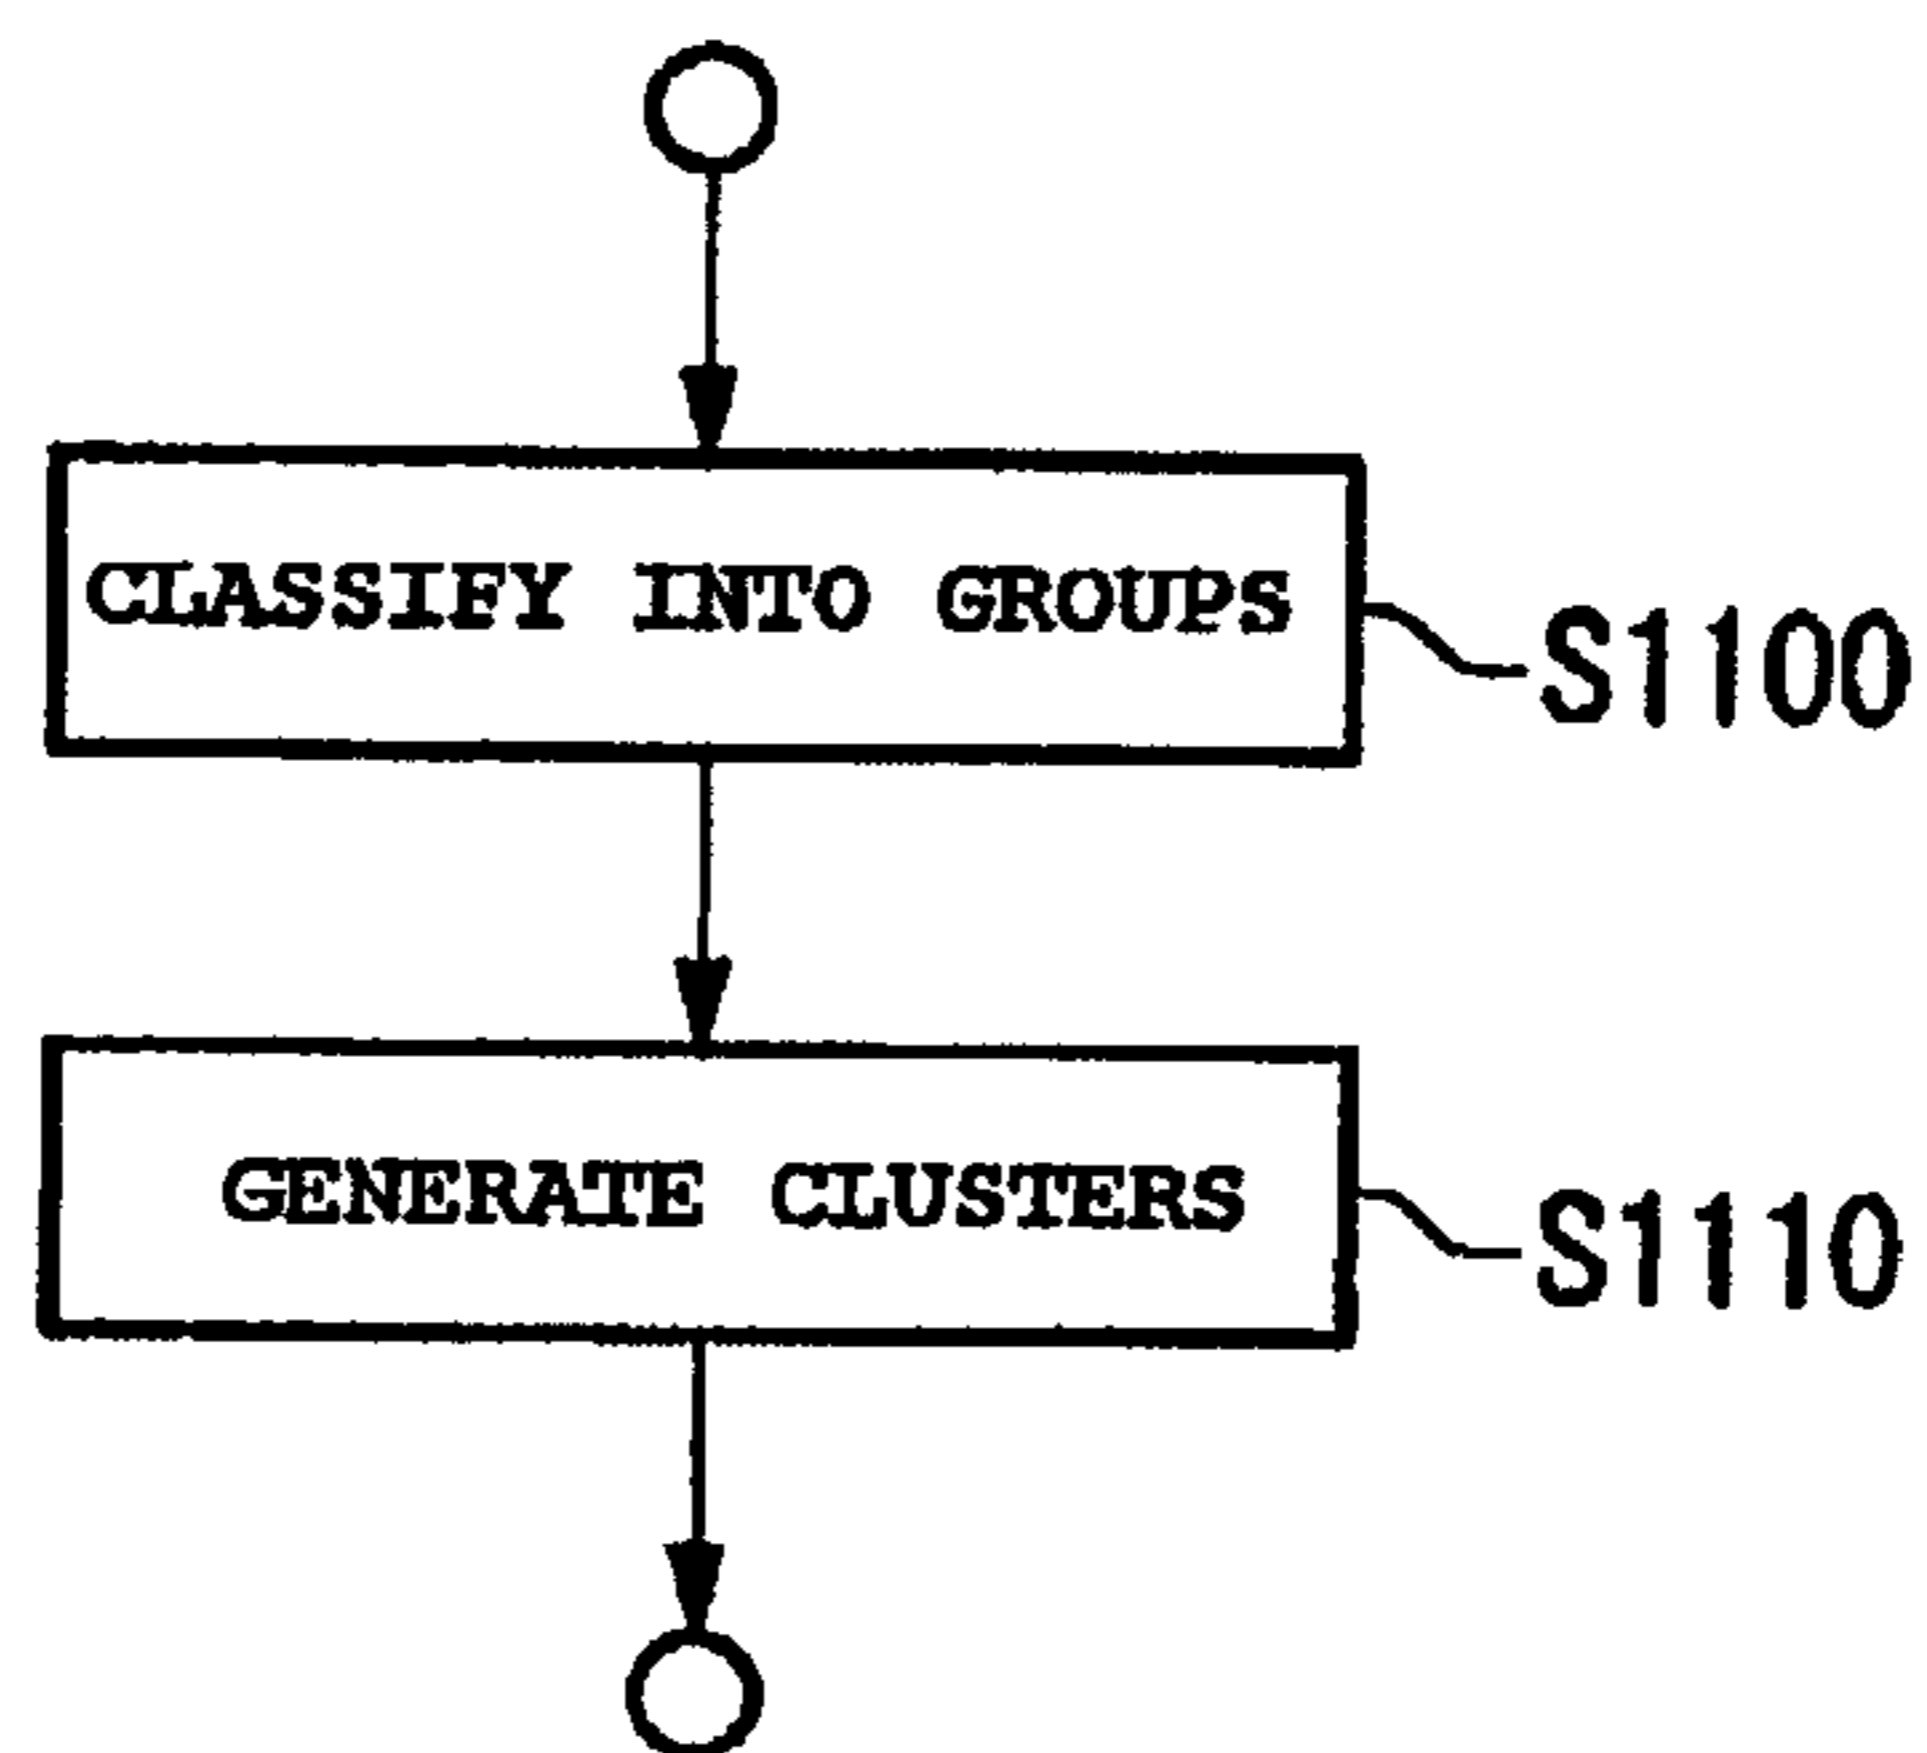 CLASSIFY INTO GROUPS
S1100
GENERATE CLUSTERS
S1110